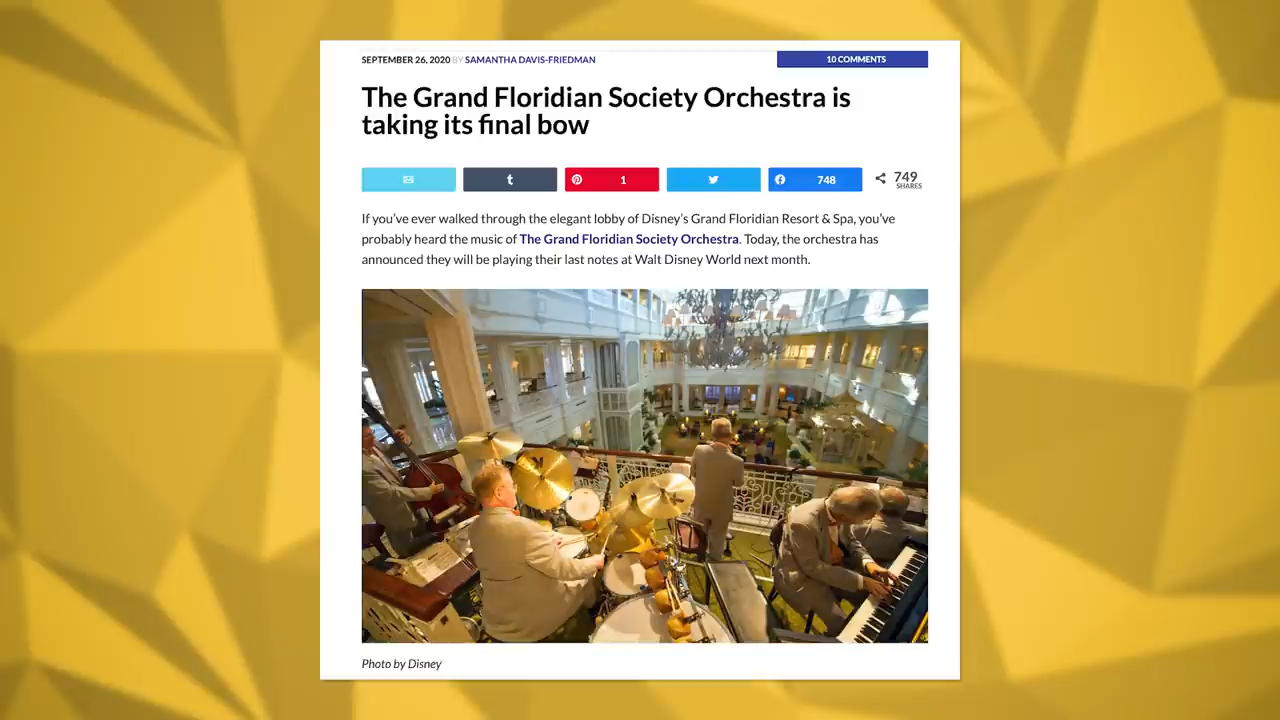 SEPTEMBER 26, 2020 BY SAMANTHA DAVIS-FRIEDMAN
10 COMMENTS
The Grand Floridian Society Orchestra is
taking its final bow
1
748
749
SHARES
If you've ever walked through the elegant lobby of Disney's Grand Floridian Resort & Spa, you've
probably heard the music of The Grand Floridian Society Orchestra. Today, the orchestra has
announced they will be playing their last notes at Walt Disney World next month.
Photo by Disney